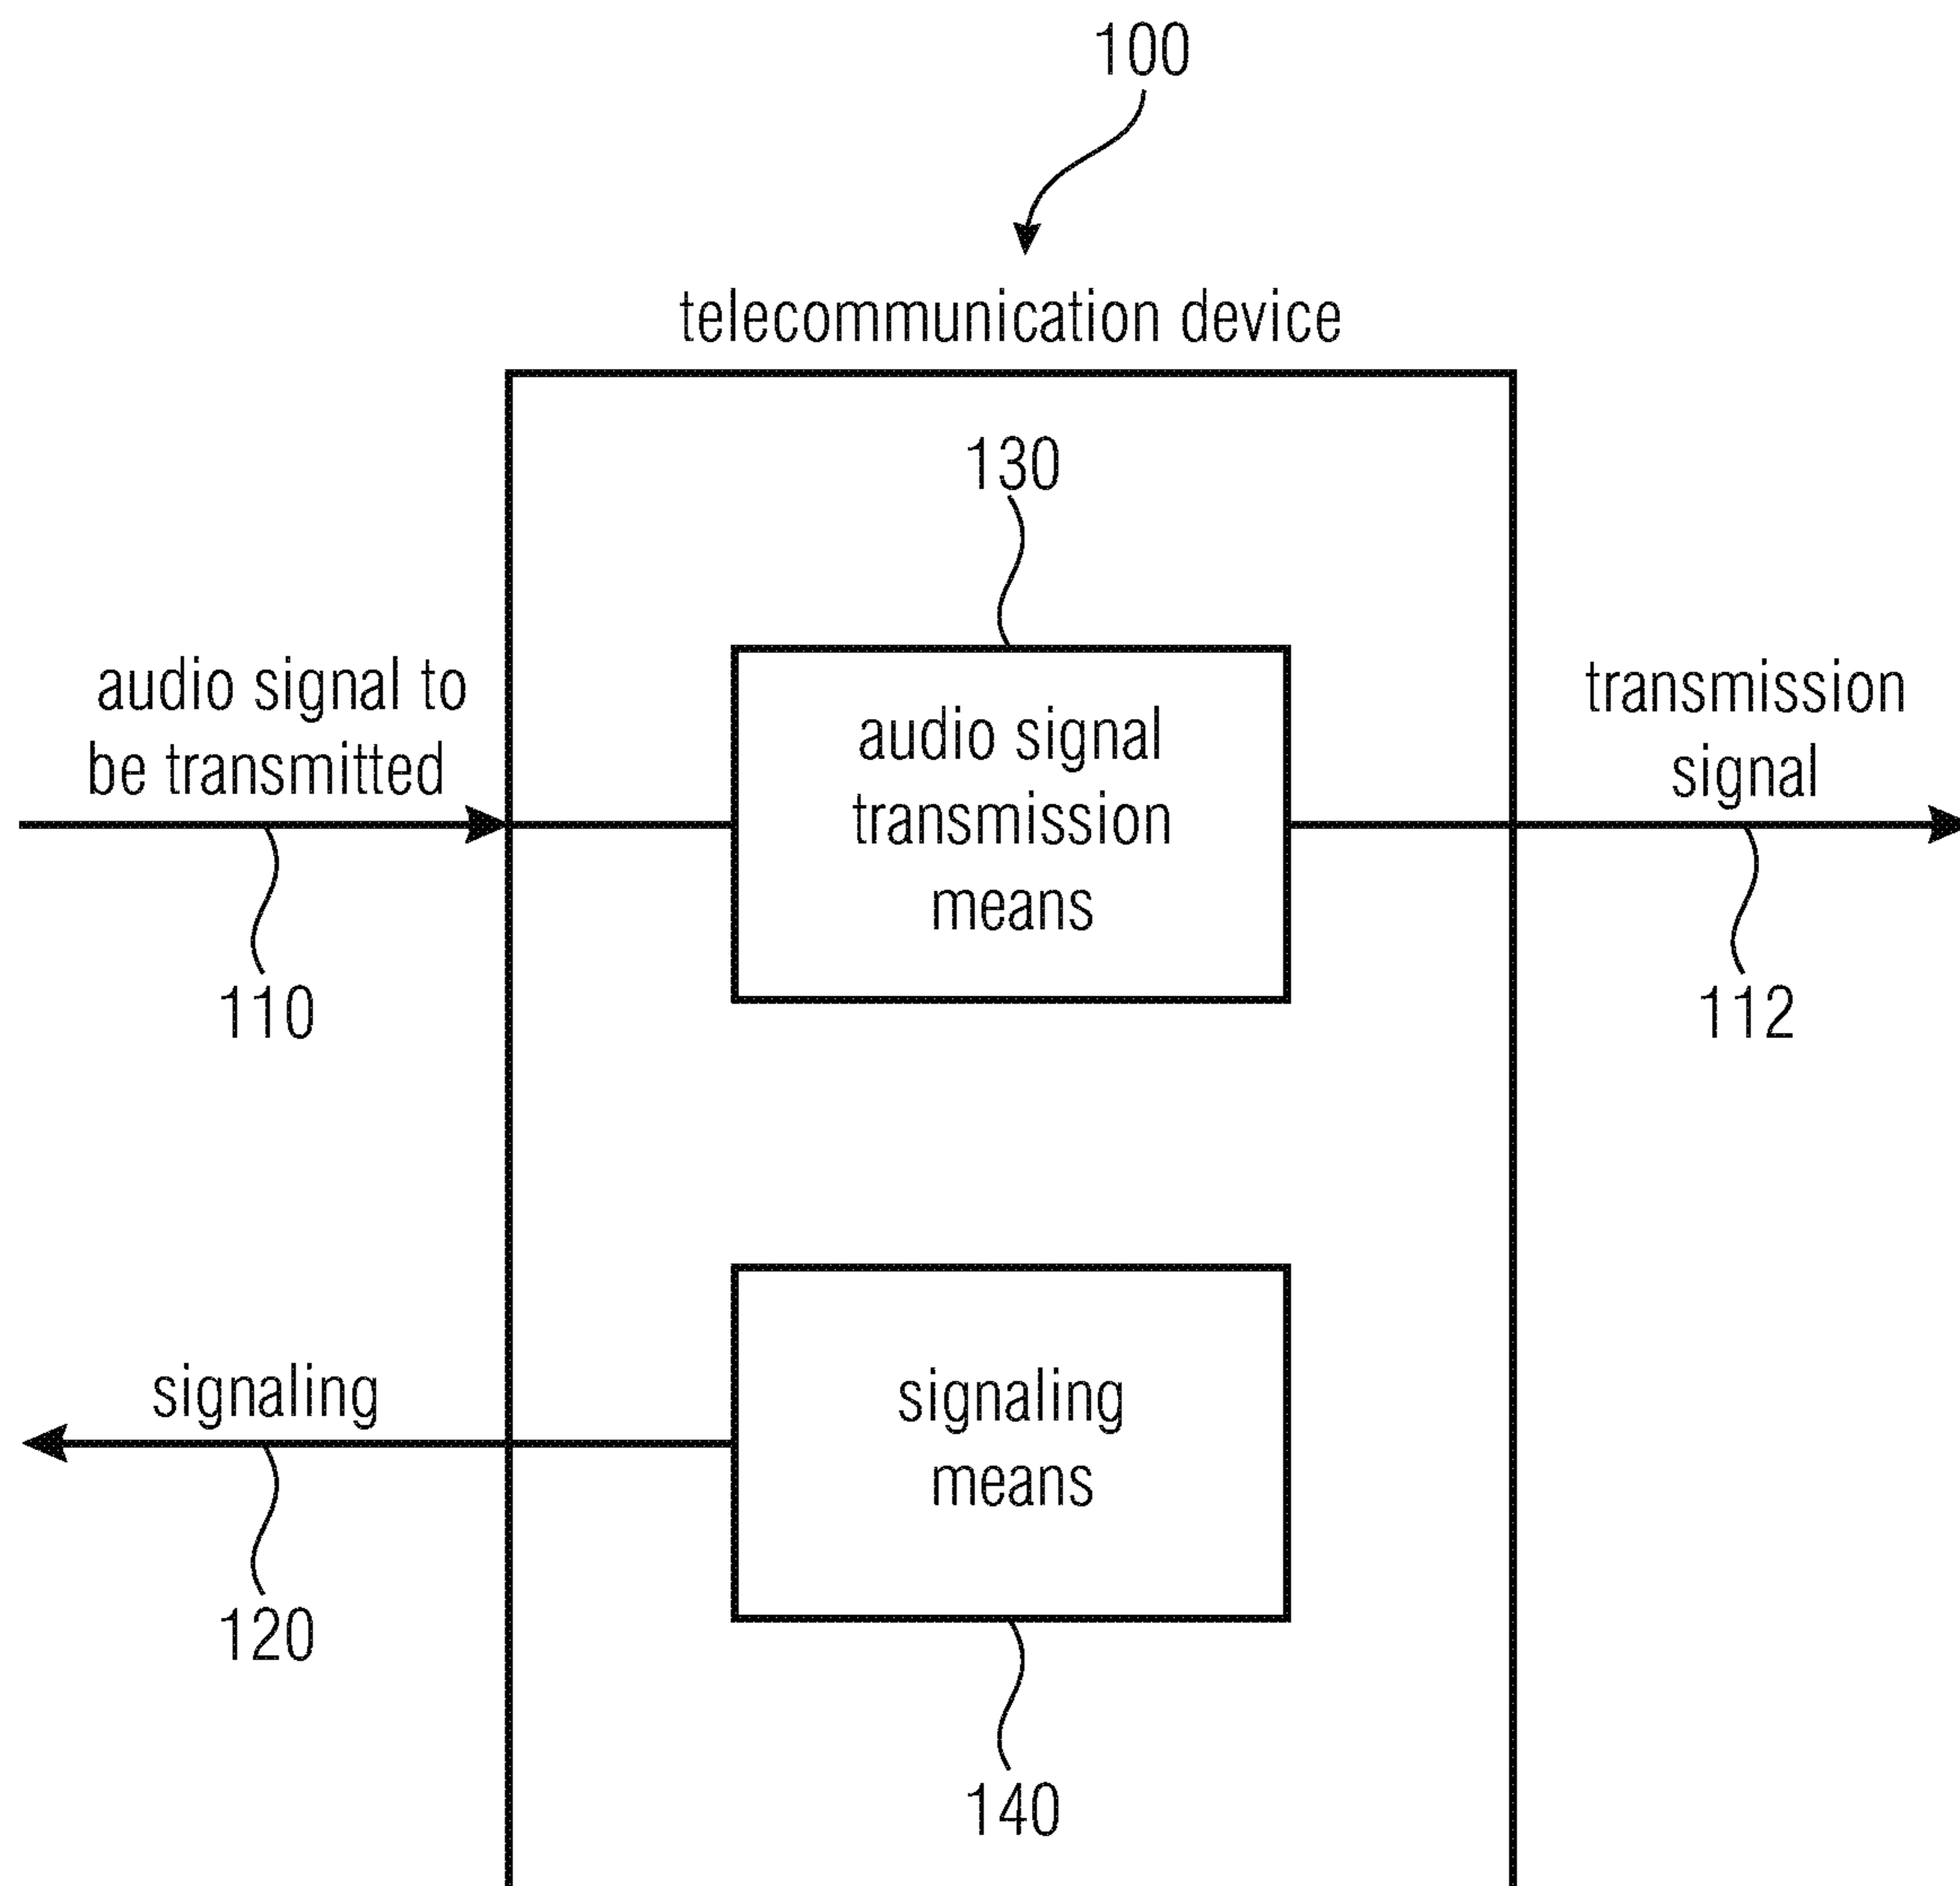 100
telecommunication device
130
audio signal to
be transmitted
audio signal
transmission
means
transmission
signal
110
112
signaling
signaling
means
120
140